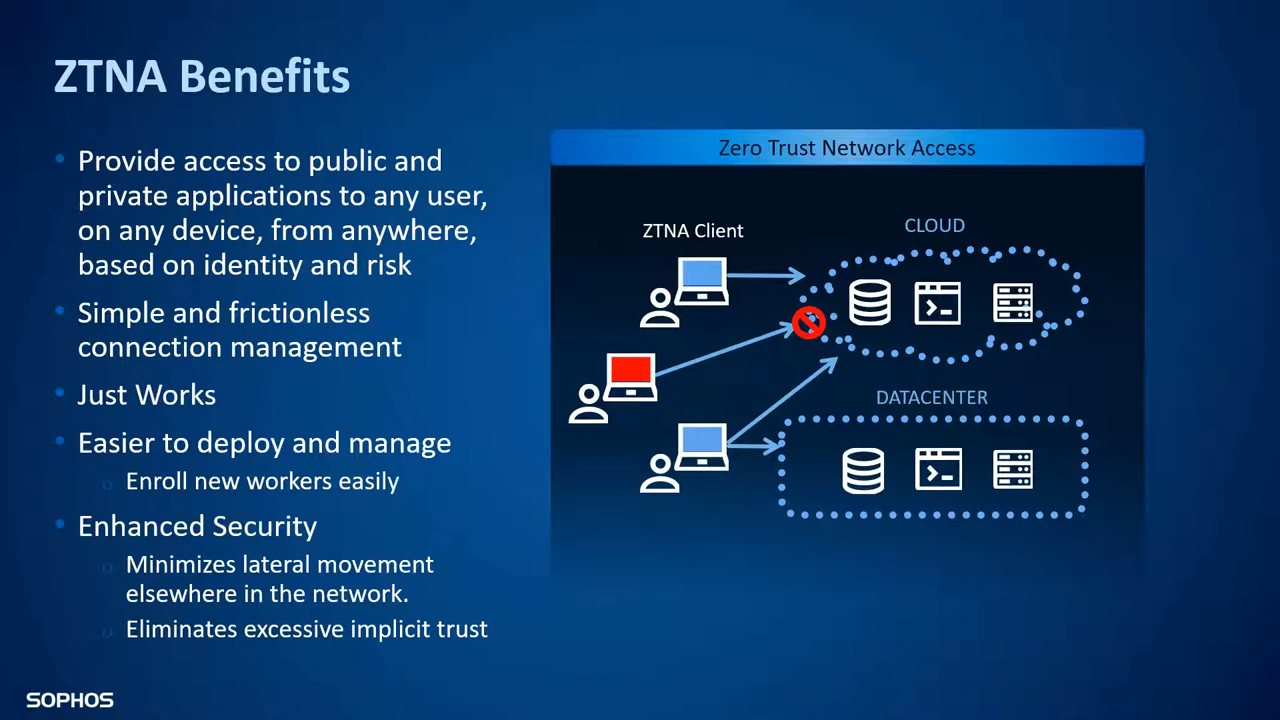 ZTNA Benefits
Provide access to public and
private applications to any user,
on any device, from anywhere,
based on identity and risk
Simple and frictionless
connection management
Just Works
Easier to deploy and manage
Enroll new workers easily
Enhanced Security
Minimizes lateral movement
elsewhere in the network.
Eliminates excessive implicit trust
Zero Trust Network Access
ZTNA Client
CLOUD
DATACENTER
SOPHOS